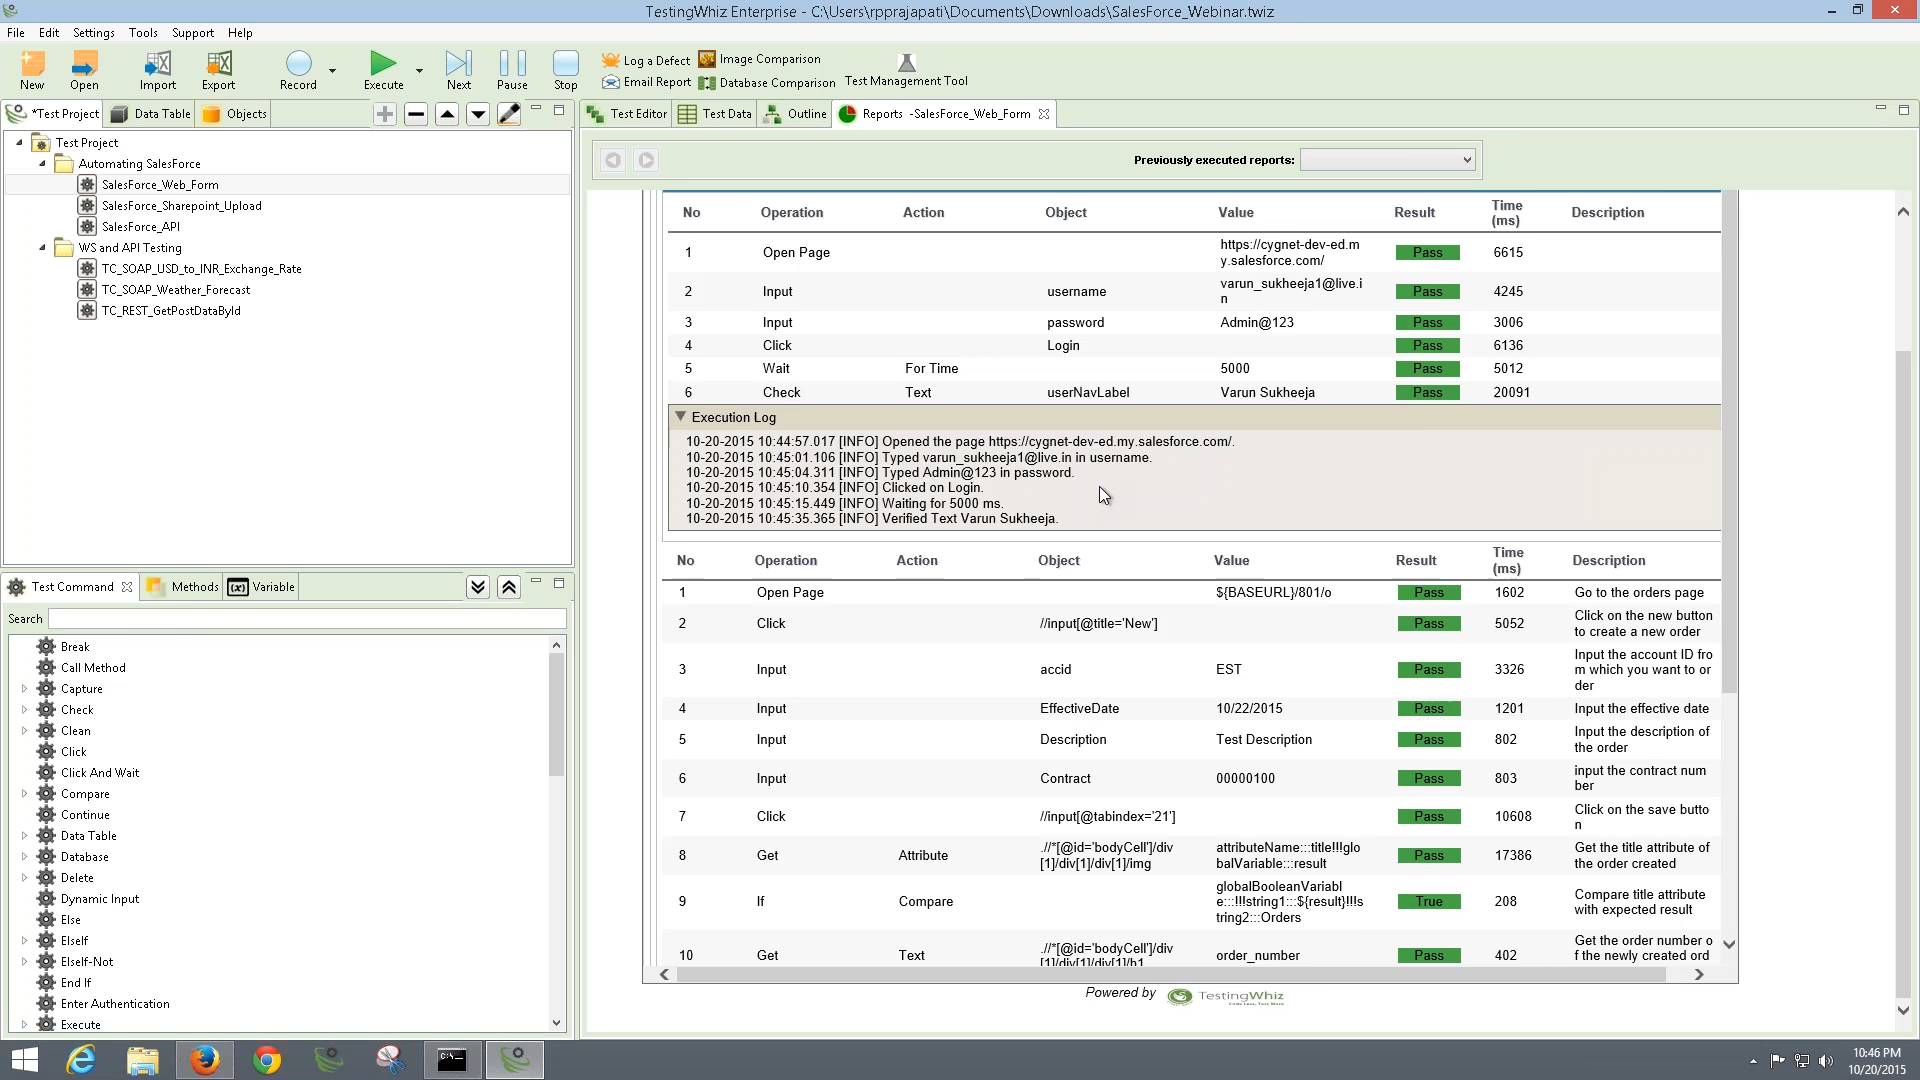 TestingWhiz Enterprise - C:\Users\rpprajapati\Documents\Downloads\SalesForce_Webinar.twiz
File Edit Settings Tools Support Help
New Open Import Export Record Execute Next Pause Stop
Log a Defect Image Comparison
Email Report Database Comparison Test Management Tool
*Test Project Data Table Objects
Test Editor Test Data Outline Reports -SalesForce_Web_Form
Test Project
Automating SalesForce
SalesForce_Web_Form
SalesForce_Sharepoint_Upload
SalesForce_API
WS and API Testing
TC_SOAP_USD_to_INR_Exchange_Rate
TC_SOAP_Weather_Forecast
TC_REST_GetPostDataById
Test Command Methods (x) Variable
Search
Break
Call Method
Capture
Check
Clean
Click
Click And Wait
Compare
Continue
Data Table
Database
Delete
Dynamic Input
Else
ElseIf
ElseIf-Not
End If
Enter Authentication
Execute
Previously executed reports:
No Operation Action Object Value Result Time
(ms) Description
1 Open Page https://cygnet-dev-ed.m
y.salesforce.com/ Pass 6615
2 Input username varun_sukheeja1@live.i
n Pass 4245
3 Input password Admin@123 Pass 3006
4 Click Login Pass 6136
5 Wait For Time 5000 Pass 5012
6 Check Text userNavLabel Varun Sukheeja Pass 20091
Execution Log
10-20-2015 10:44:57.017 [INFO] Opened the page https://cygnet-dev-ed.my.salesforce.com/.
10-20-2015 10:45:01.106 [INFO] Typed varun_sukheeja1@live.in in username.
10-20-2015 10:45:04.311 [INFO] Typed Admin@123 in password.
10-20-2015 10:45:10.354 [INFO] Clicked on Login.
10-20-2015 10:45:15.449 [INFO] Waiting for 5000 ms.
10-20-2015 10:45:35.365 [INFO] Verified Text Varun Sukheeja.
No Operation Action Object Value Result Time
(ms) Description
1 Open Page ${BASEURL}/801/o Pass 1602 Go to the orders page
2 Click //input[@title='New'] Pass 5052 Click on the new button
to create a new order
3 Input accid EST Pass 3326 Input the account ID fro
m which you want to or
der
4 Input EffectiveDate 10/22/2015 Pass 1201 Input the effective date
5 Input Description Test Description Pass 802 Input the description of
the order
6 Input Contract 00000100 Pass 803 input the contract num
ber
7 Click //input[@tabindex='21'] Pass 10608 Click on the save butto
n
8 Get Attribute .//*[@id='bodyCell']/div
[1]/div[1]/div[1]/img attributeName:::title!!!glo
balVariable:::result Pass 17386 Get the title attribute of
the order created
9 If Compare globalBooleanVariabl
e:::!!!string1:::${result}!!!s
tring2:::Orders True 208 Compare title attribute
with expected result
10 Get Text .//*[@id='bodyCell']/div
[1]/div[1]/div[1]/h1 order_number Pass 402 Get the order number o
f the newly created ord
Powered by TestingWhiz
10:46 PM
10/20/2015